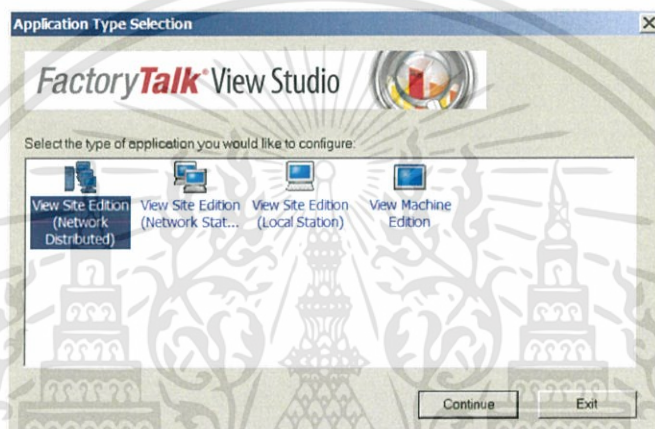 Application Type Selection
FactoryTalk View Studio
Select the type of application you would like to configure:
View Site Edition
(Network
Distributed)
View Site Edition
(Network Stat...
View Site Edition
(Local Station)
View Machine
Edition
Continue
Exit